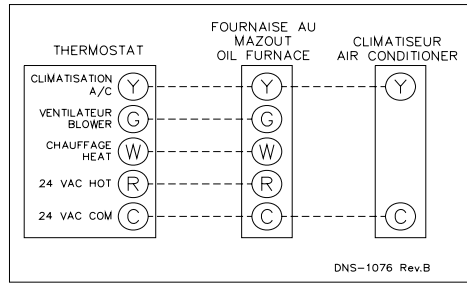 THERMOSTAT
FOURNAISE AU
MAZOUT
OIL FURNACE
CLIMATISEUR
AIR CONDITIONER
CLIMATISATION
A/C
Y
Y
Y
VENTILATEUR
BLOWER
G
G
CHAUFFAGE
HEAT
W
W
24 VAC HOT
R
R
24 VAC COM
C
C
C
DNS-1076 Rev.B